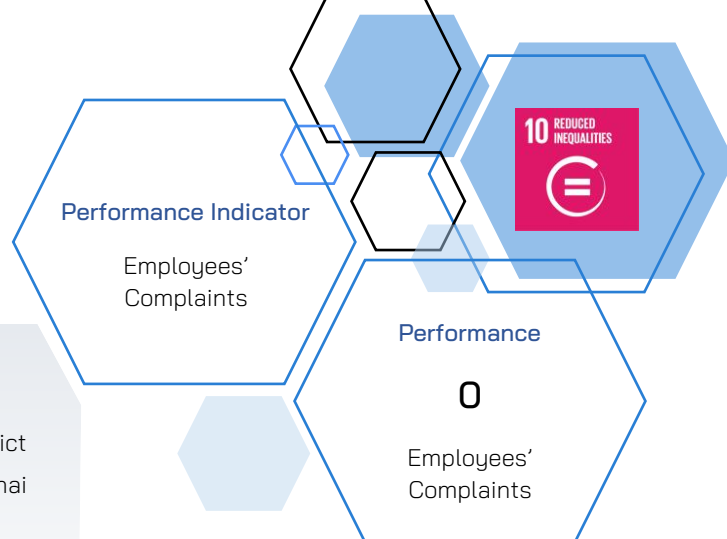 10 REDUCED
INEQUALITIES
Performance Indicator
Employees’
Complaints
Performance
0
Employees’
Complaints